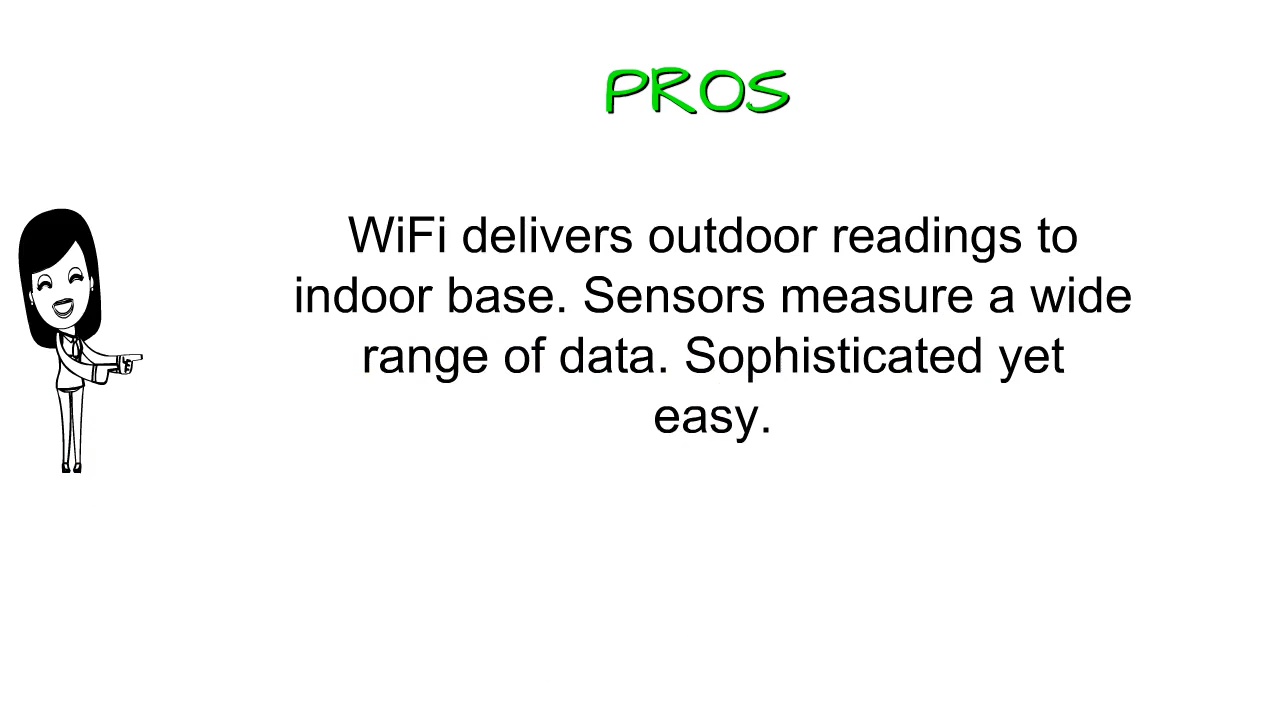 PROS
WiFi delivers outdoor readings to
indoor base. Sensors measure a wide
range of data. Sophisticated yet
easy.